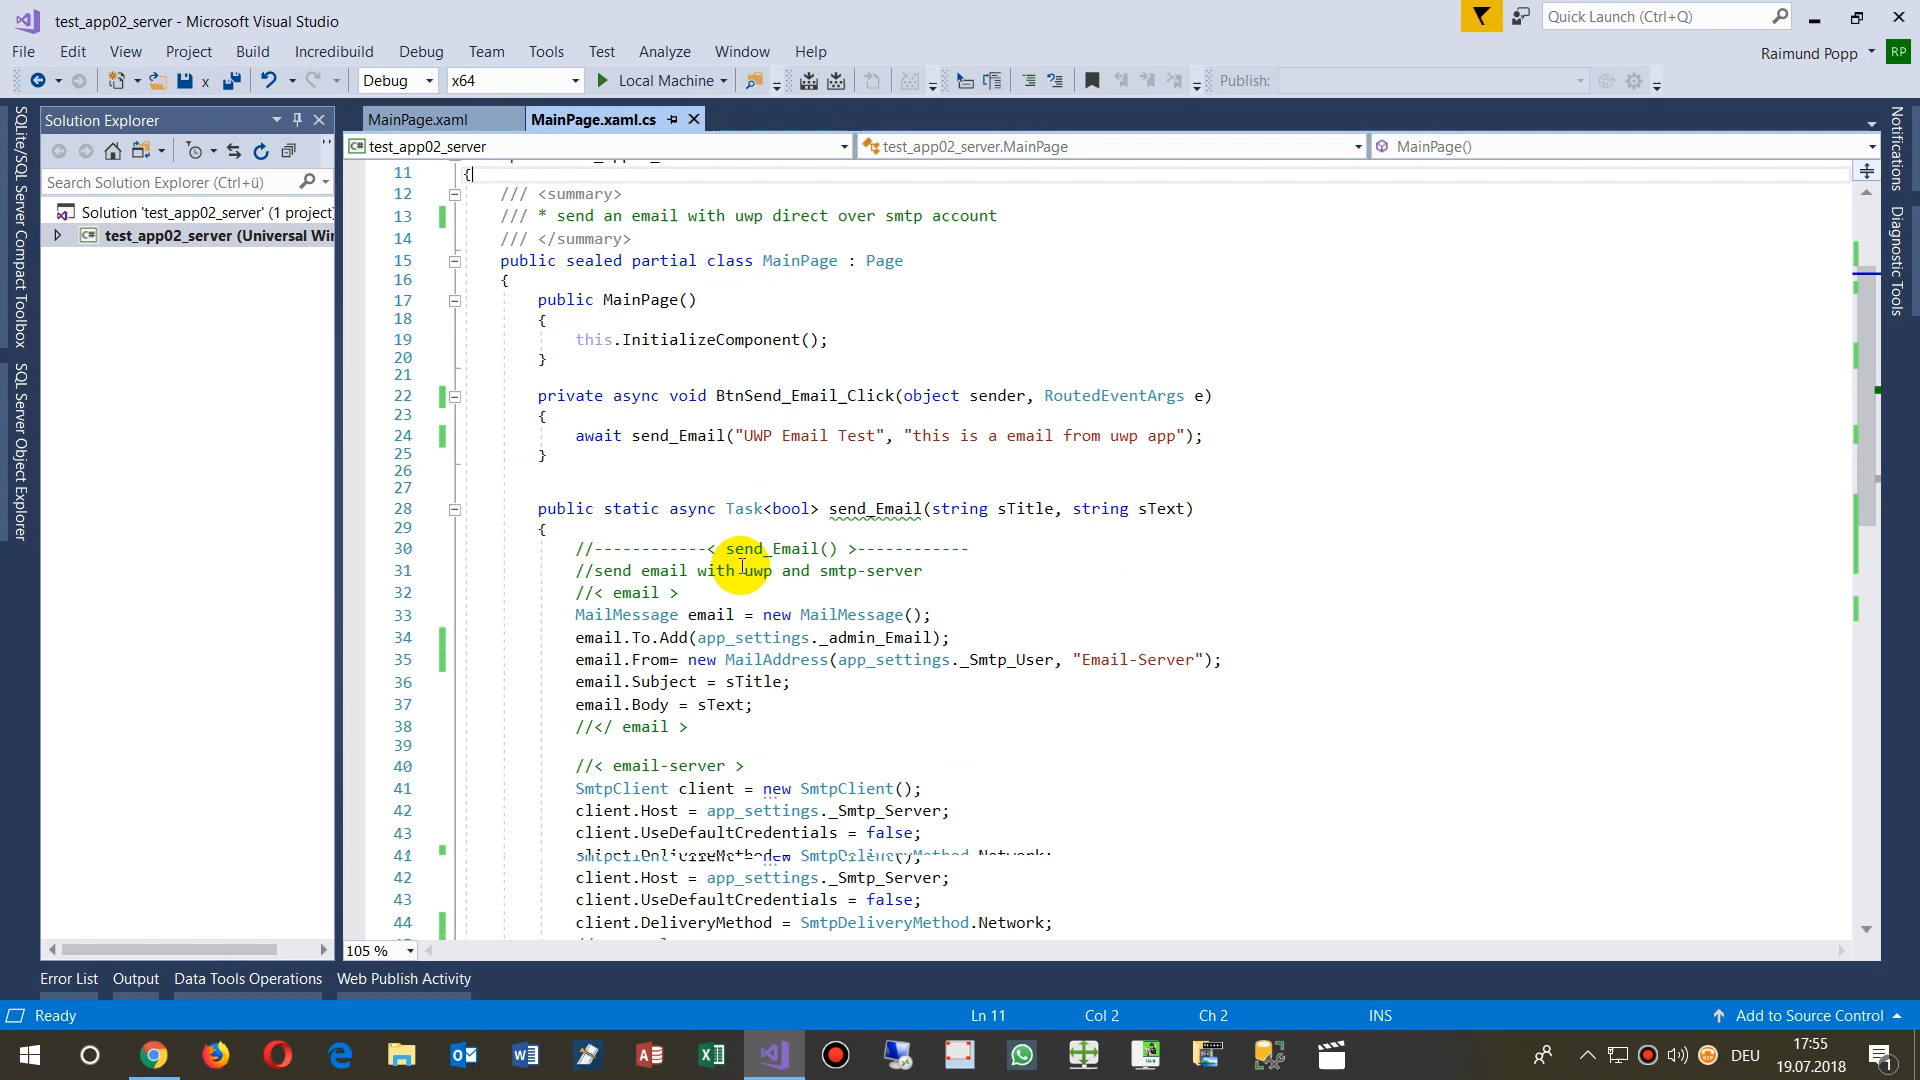 test_app02_server - Microsoft Visual Studio
Quick Launch (Ctrl+Q)
File Edit View Project Build Incredibuild Debug Team Tools Test Analyze Window Help
Raimund Popp RP
x Debug x64 Local Machine Publish:
SQLite/SQL Server Compact Toolbox
SQL Server Object Explorer
Solution Explorer
Search Solution Explorer (Ctrl+ü)
Solution 'test_app02_server' (1 project)
test_app02_server (Universal Win
MainPage.xaml MainPage.xaml.cs
C# test_app02_server test_app02_server.MainPage MainPage()
11 {
12 /// <summary>
13 /// * send an email with uwp direct over smtp account
14 /// </summary>
15 public sealed partial class MainPage : Page
16 {
17 public MainPage()
18 {
19 this.InitializeComponent();
20 }
21
22 private async void BtnSend_Email_Click(object sender, RoutedEventArgs e)
23 {
24 await send_Email("UWP Email Test", "this is a email from uwp app");
25 }
26
27
28 public static async Task<bool> send_Email(string sTitle, string sText)
29 {
30 //------------< send_Email() >------------
31 //send email with uwp and smtp-server
32 //< email >
33 MailMessage email = new MailMessage();
34 email.To.Add(app_settings._admin_Email);
35 email.From= new MailAddress(app_settings._Smtp_User, "Email-Server");
36 email.Subject = sTitle;
37 email.Body = sText;
38 //</ email >
39
40 //< email-server >
41 SmtpClient client = new SmtpClient();
42 client.Host = app_settings._Smtp_Server;
43 client.UseDefaultCredentials = false;
41
42 client.Host = app_settings._Smtp_Server;
43 client.UseDefaultCredentials = false;
44 client.DeliveryMethod = SmtpDeliveryMethod.Network;
105 %
Notifications
Diagnostic Tools
Error List Output Data Tools Operations Web Publish Activity
Ready Ln 11 Col 2 Ch 2 INS Add to Source Control
DEU
17:55
19.07.2018
1